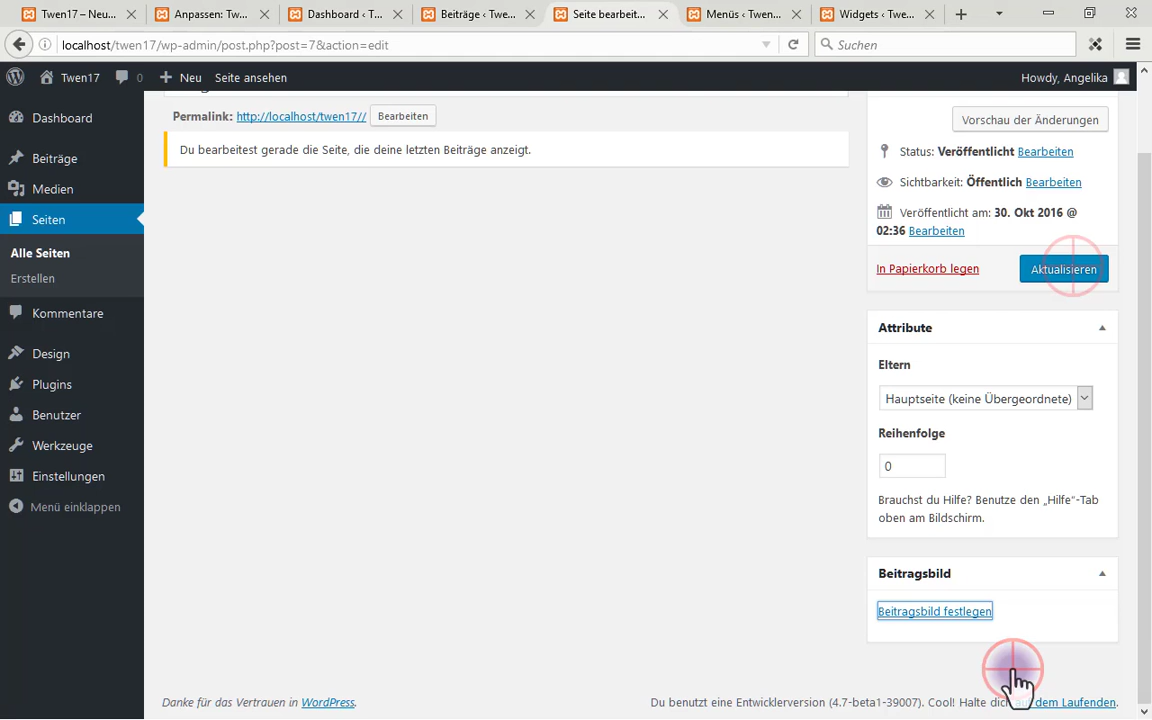 Twen17 – Neu...
Anpassen: Tw...
Dashboard ‹ T...
Beiträge ‹ Twe...
Seite bearbeit...
Menüs ‹ Twen...
Widgets ‹ Twe...
localhost/twen17/wp-admin/post.php?post=7&action=edit
Suchen
Twen17
0
Neu
Seite ansehen
Howdy, Angelika
Dashboard
Beiträge
Medien
Seiten
Alle Seiten
Erstellen
Kommentare
Design
Plugins
Benutzer
Werkzeuge
Einstellungen
Menü einklappen
Permalink: http://localhost/twen17// Bearbeiten
Du bearbeitest gerade die Seite, die deine letzten Beiträge anzeigt.
Vorschau der Änderungen
Status: Veröffentlicht Bearbeiten
Sichtbarkeit: Öffentlich Bearbeiten
Veröffentlicht am: 30. Okt 2016 @
02:36 Bearbeiten
In Papierkorb legen
Aktualisieren
Attribute
Eltern
Hauptseite (keine Übergeordnete)
Reihenfolge
0
Brauchst du Hilfe? Benutze den „Hilfe“-Tab
oben am Bildschirm.
Beitragsbild
Beitragsbild festlegen
Danke für das Vertrauen in WordPress.
Du benutzt eine Entwicklerversion (4.7-beta1-39007). Cool! Halte dich auf dem Laufenden.